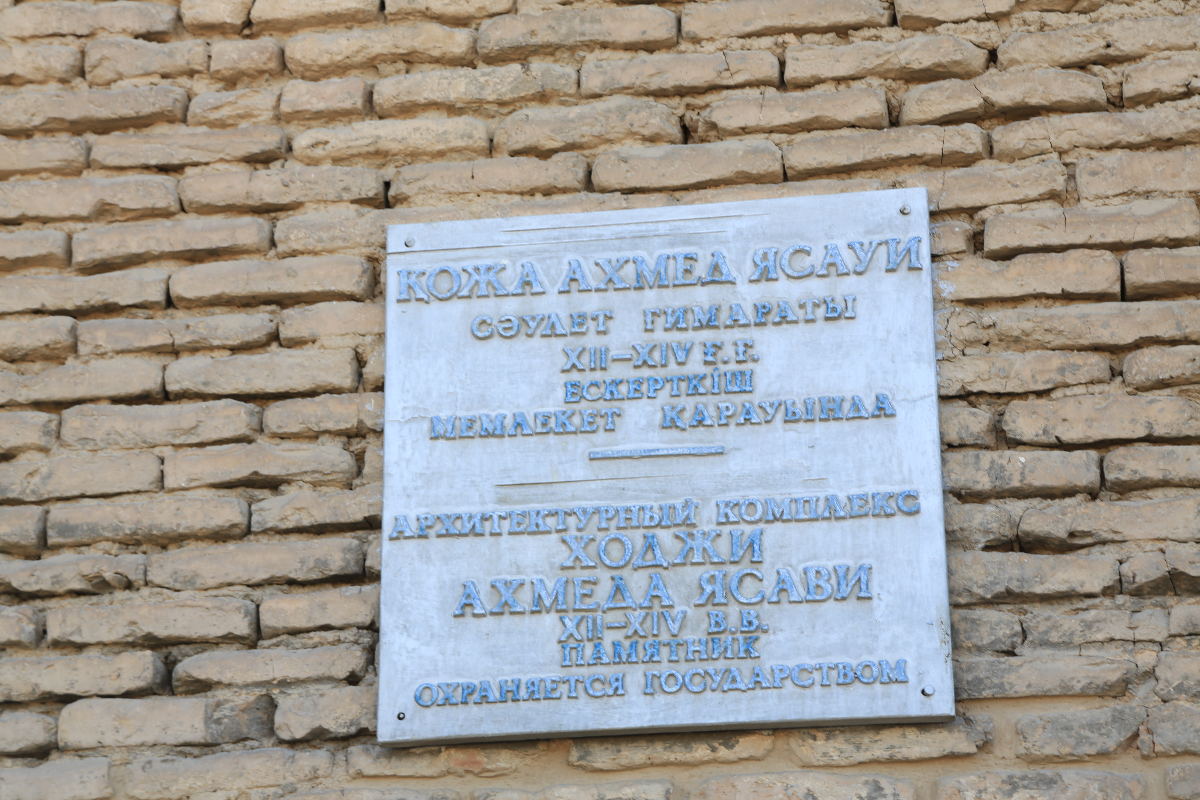 ҚОЖА АХМЕД ЯСАУИ
СӘУЛЕТ ГИМАРАТЫ
XII–XIV Ғ.Ғ.
ЕСКЕРТКІШ
МЕМЛЕКЕТ ҚАРАУЫНДА
АРХИТЕКТУРНЫЙ КОМПЛЕКС
ХОДЖИ
АХМЕДА ЯСАВИ
XII–XIV В.В.
ПАМЯТНИК
ОХРАНЯЕТСЯ ГОСУДАРСТВОМ